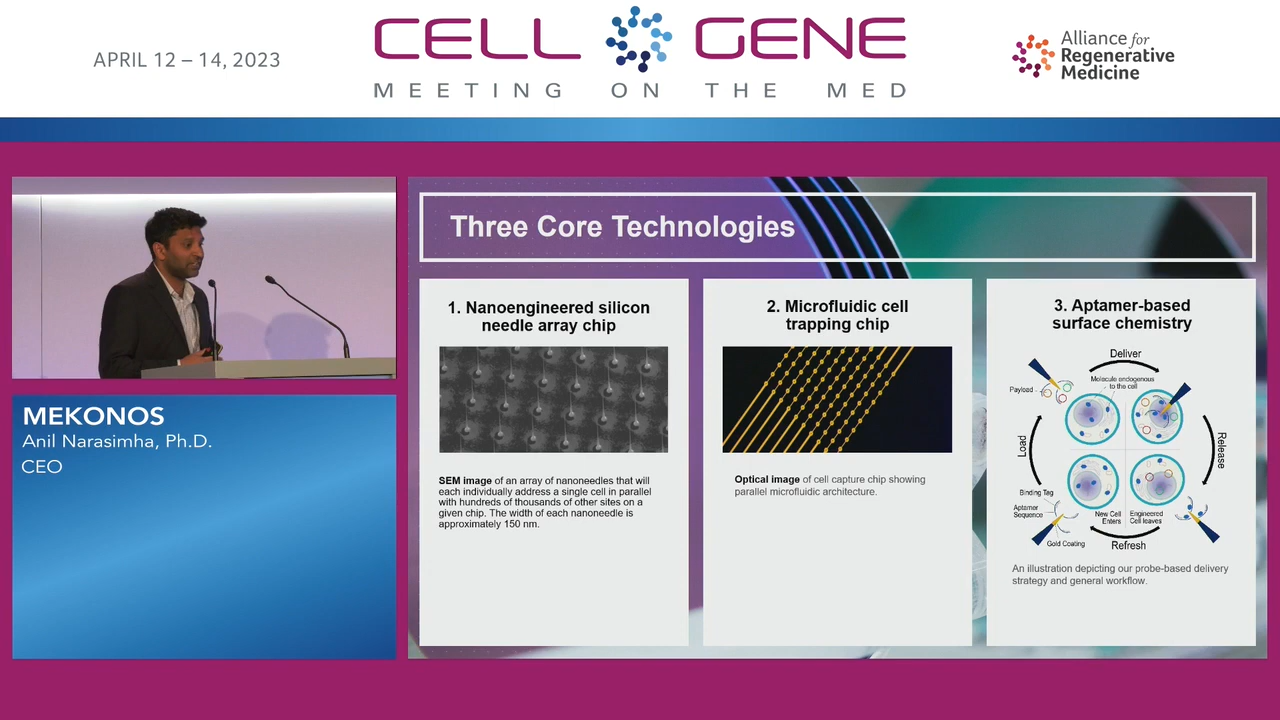 APRIL 12 – 14, 2023
CELL GENE
MEETING ON THE MED
Alliance for
Regenerative
Medicine
MEKONOS
Anil Narasimha, Ph.D.
CEO
Three Core Technologies
1. Nanoengineered silicon
needle array chip
SEM image of an array of nanoneedles that will
each individually address a single cell in parallel
with hundreds of thousands of other sites on a
given chip. The width of each nanoneedle is
approximately 150 nm.
2. Microfluidic cell
trapping chip
Optical image of cell capture chip showing
parallel microfluidic architecture.
3. Aptamer-based
surface chemistry
Deliver
Molecule endogenous
to the cell
Payload
Load
Release
Binding Tag
Aptamer
Sequence
New Cell
Enters
Engineered
Cell leaves
Gold Coating
Refresh
An illustration depicting our probe-based delivery
strategy and general workflow.